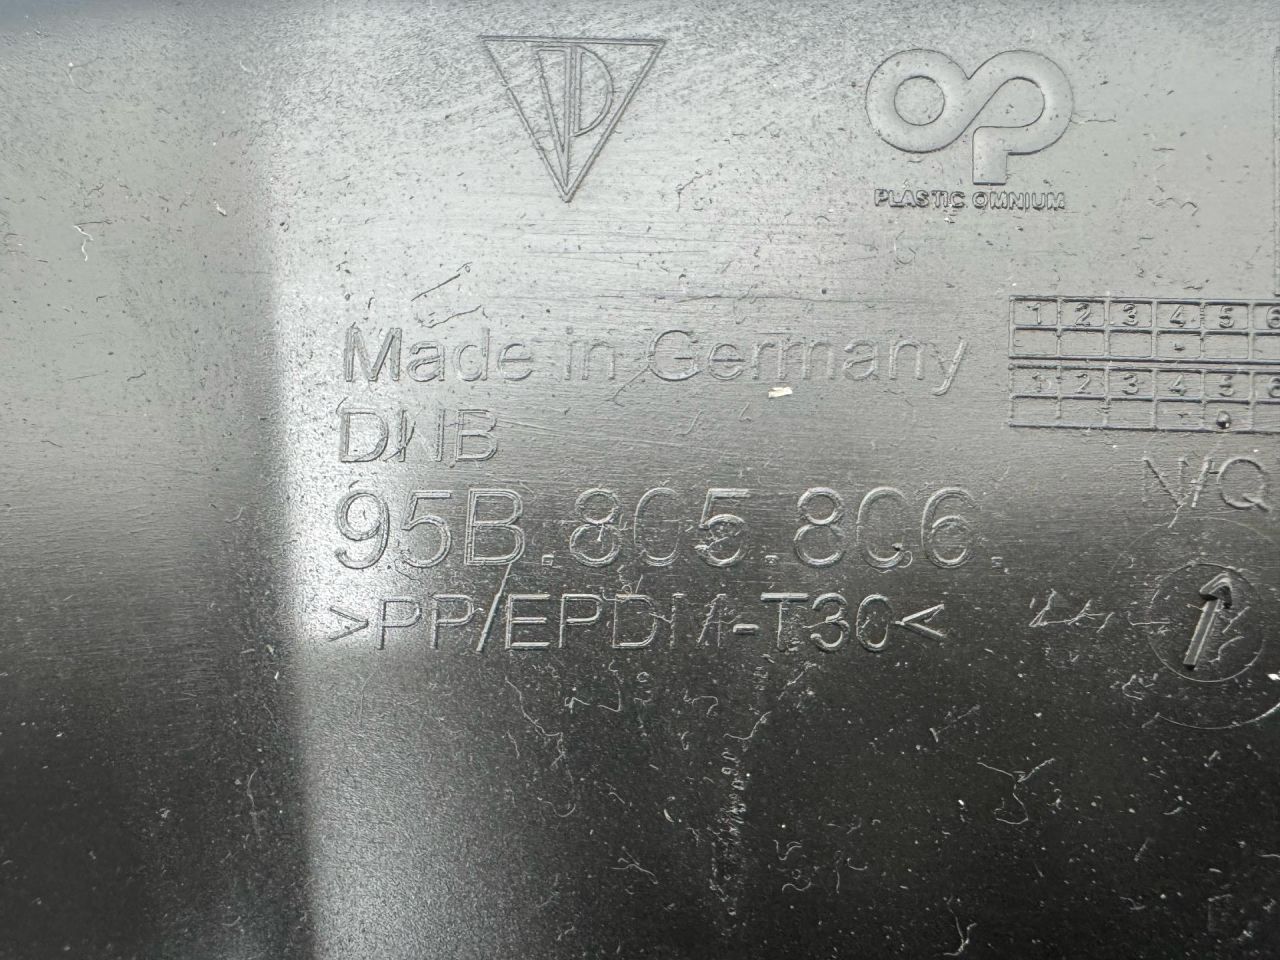 OP
PLASTIC OMNIUM
1 2 3 4 5 6
1 2 3 4 5 6
Made in Germany
DNB
95B.805.806.
>PP/EPDM-T30<